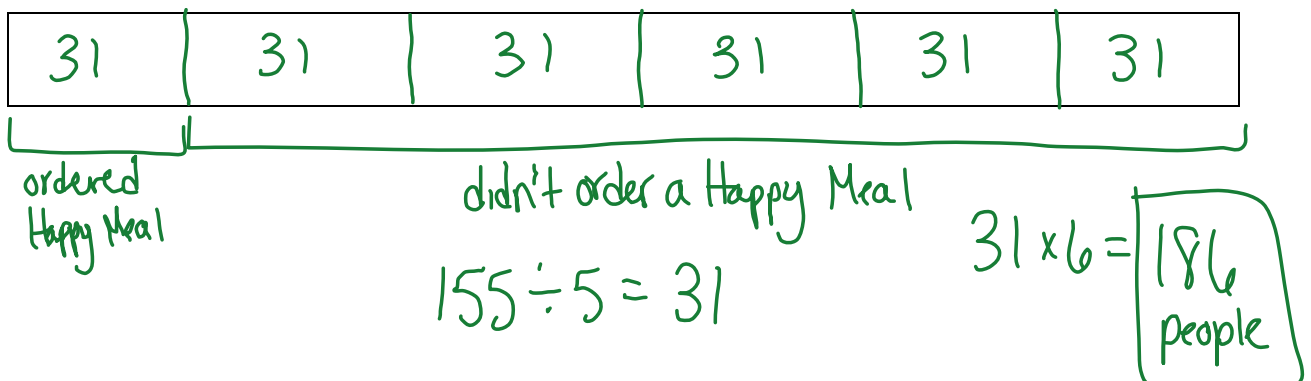 31 31 31 31 31 31
ordered
Happy Meal
didn't order a Happy Meal
155 ÷ 5 = 31
31 × 6 = 186
people